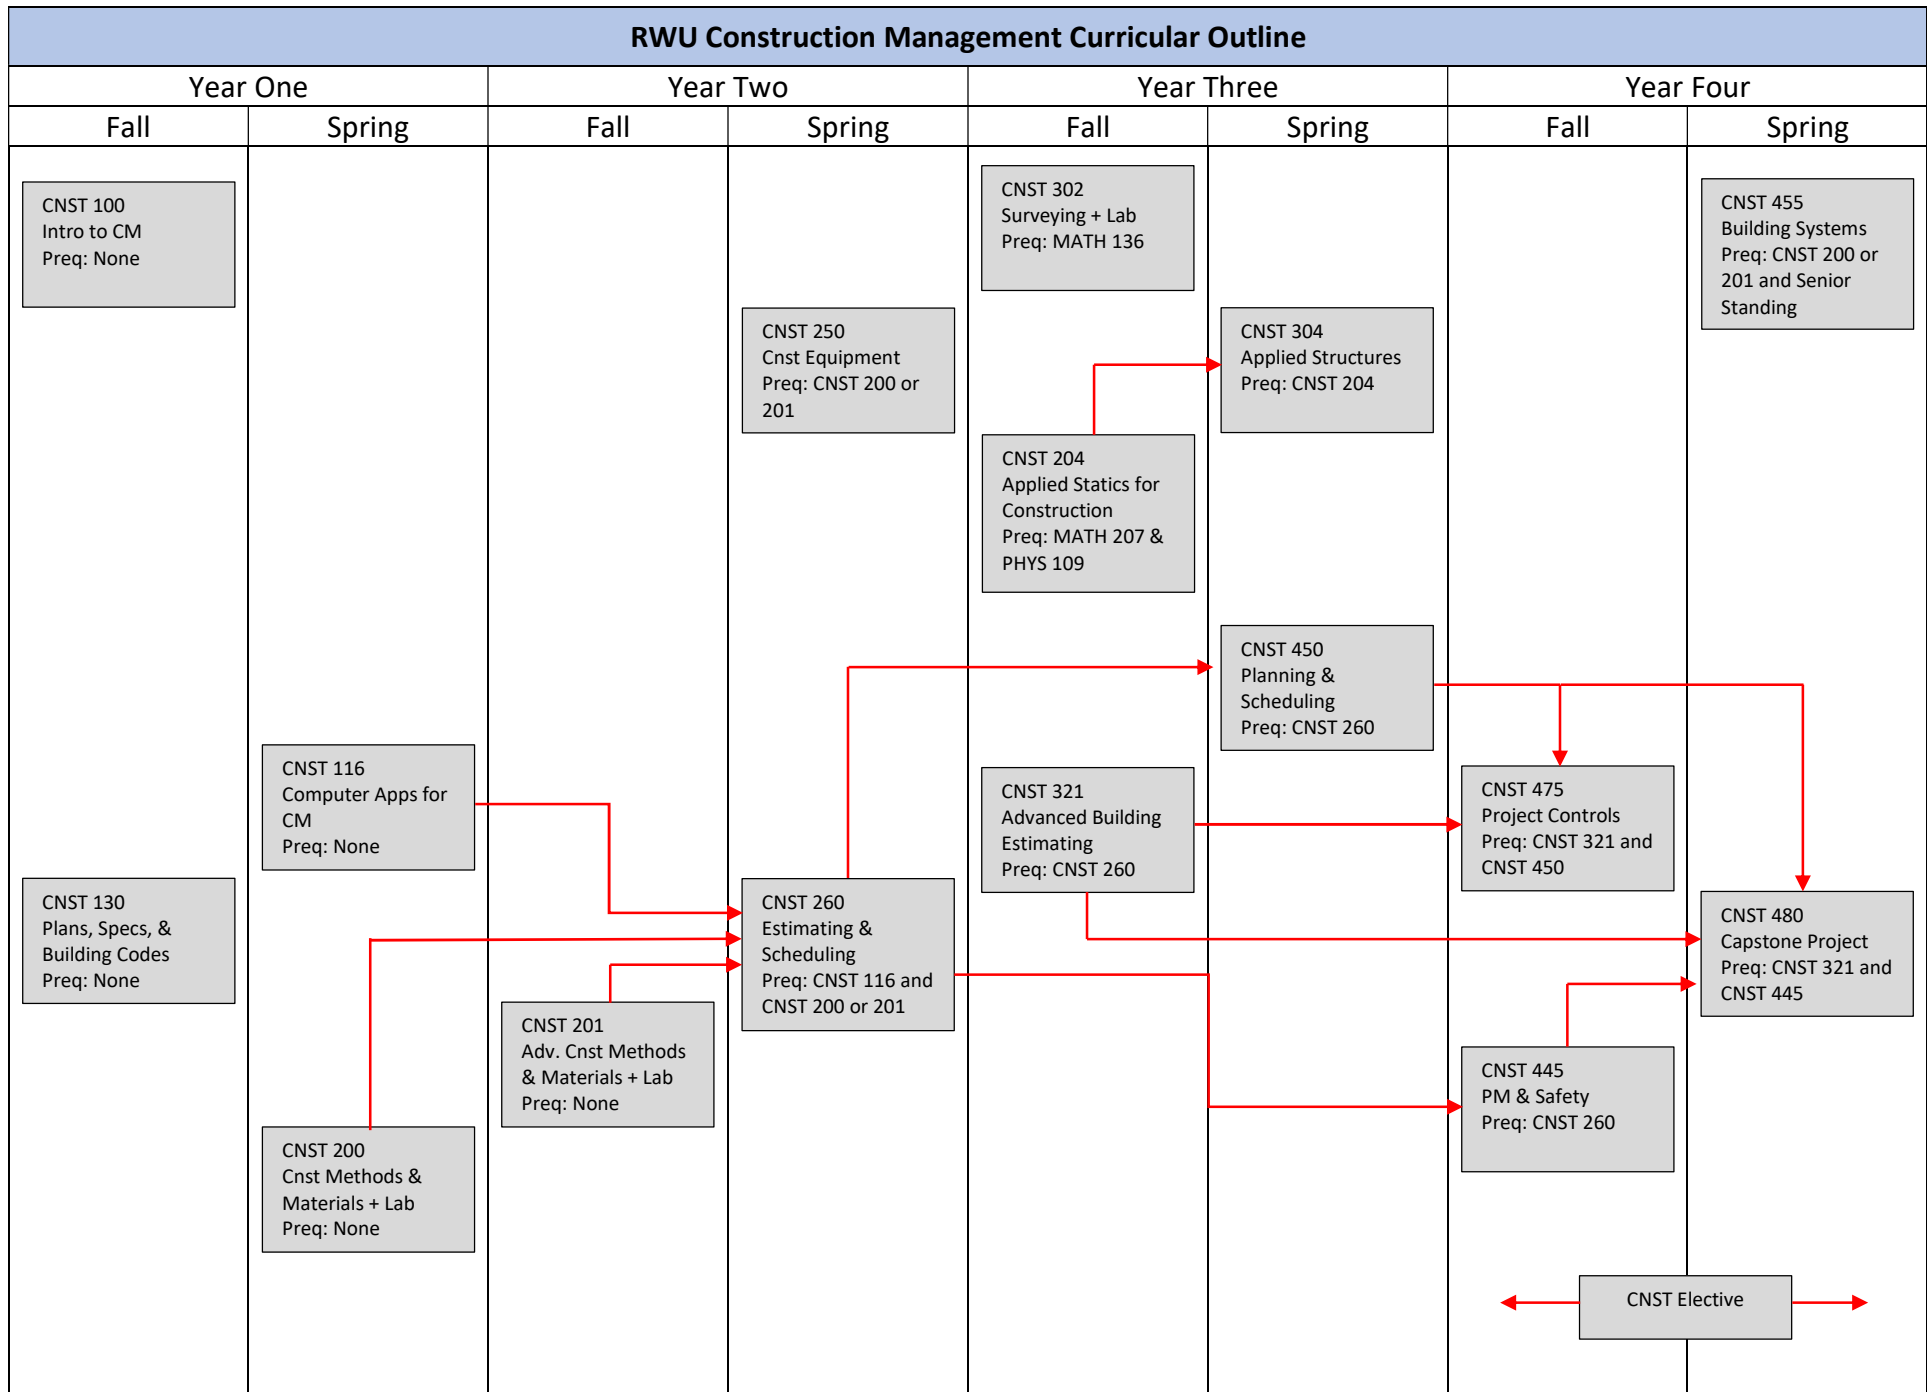 RWU Construction Management Curricular Outline
Year One
Year Two
Year Three
Year Four
Fall
Spring
Fall
Spring
Fall
Spring
Fall
Spring
CNST 100
Intro to CM
Preq: None
CNST 130
Plans, Specs, &
Building Codes
Preq: None
CNST 116
Computer Apps for
CM
Preq: None
CNST 200
Cnst Methods &
Materials + Lab
Preq: None
CNST 201
Adv. Cnst Methods
& Materials + Lab
Preq: None
CNST 250
Cnst Equipment
Preq: CNST 200 or
201
CNST 260
Estimating &
Scheduling
Preq: CNST 116 and
CNST 200 or 201
CNST 302
Surveying + Lab
Preq: MATH 136
CNST 204
Applied Statics for
Construction
Preq: MATH 207 &
PHYS 109
CNST 321
Advanced Building
Estimating
Preq: CNST 260
CNST 304
Applied Structures
Preq: CNST 204
CNST 450
Planning &
Scheduling
Preq: CNST 260
CNST 475
Project Controls
Preq: CNST 321 and
CNST 450
CNST 445
PM & Safety
Preq: CNST 260
CNST 455
Building Systems
Preq: CNST 200 or
201 and Senior
Standing
CNST 480
Capstone Project
Preq: CNST 321 and
CNST 445
CNST Elective